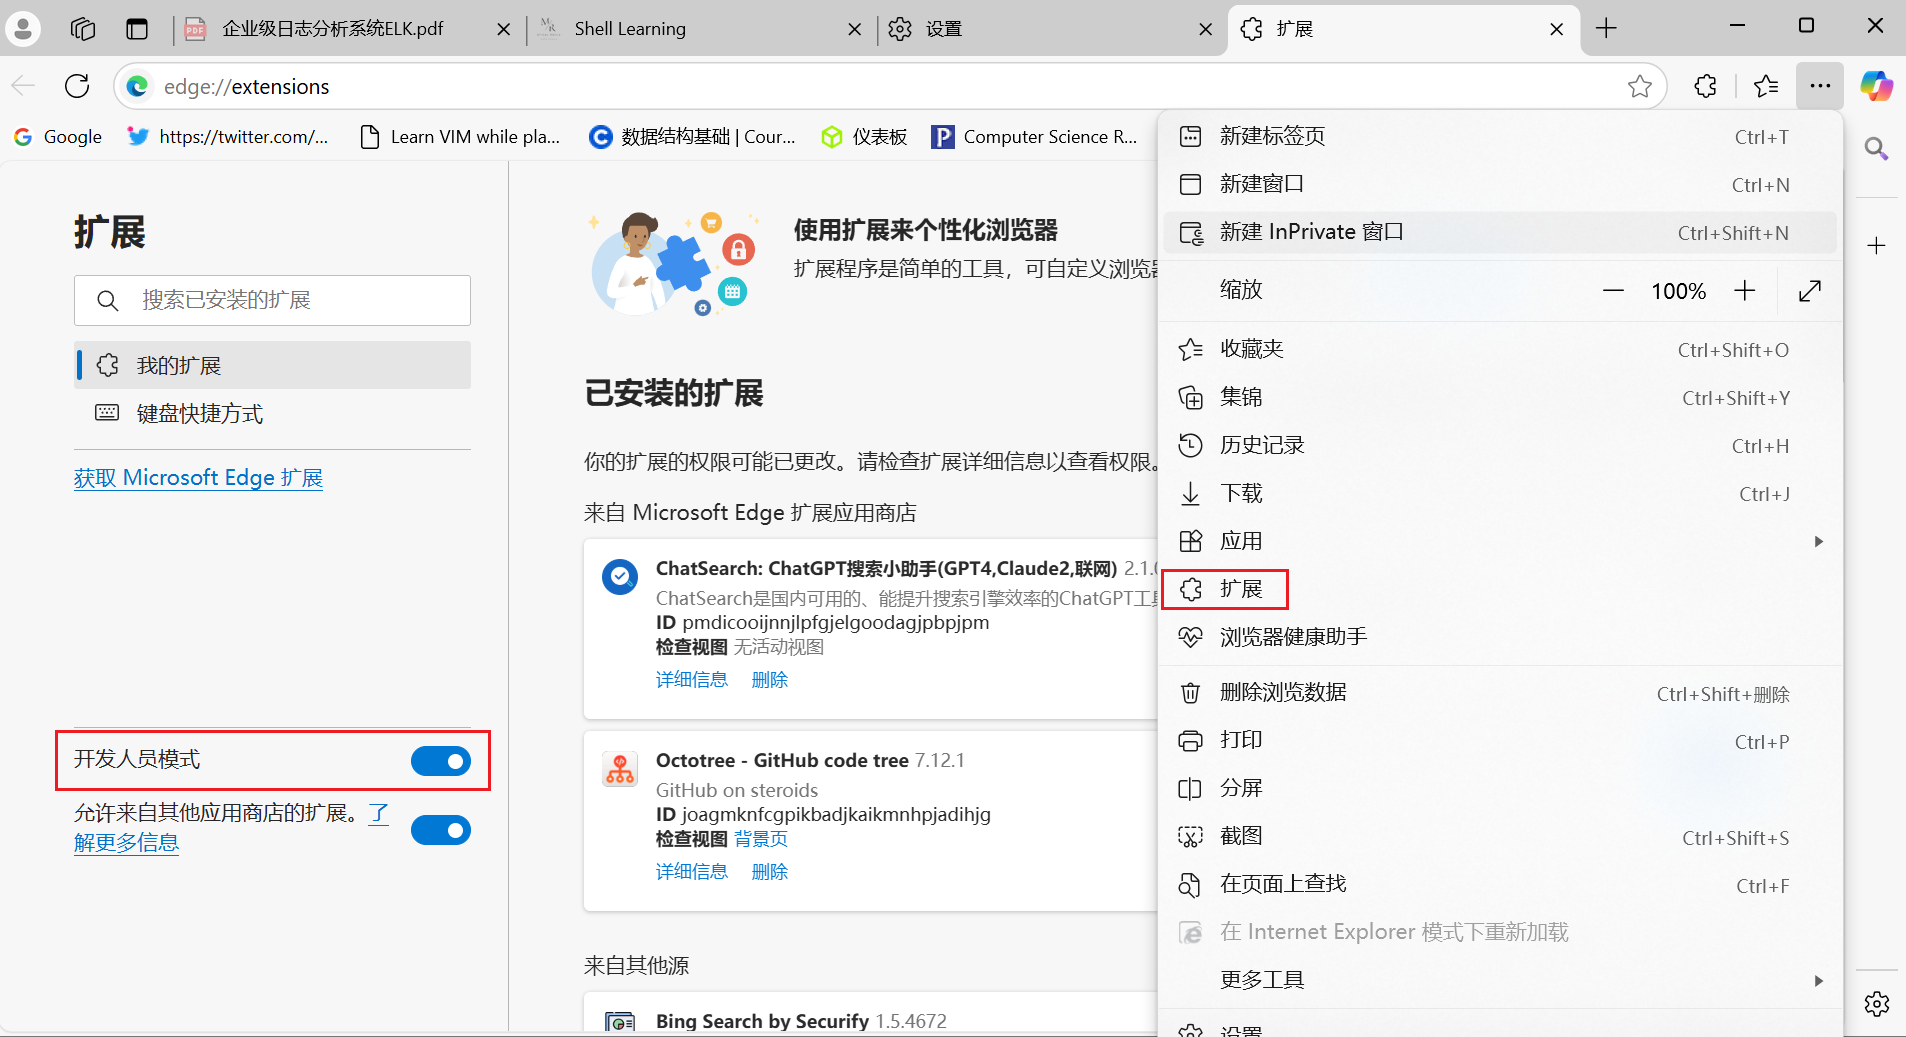 企业级日志分析系统ELK.pdf
Shell Learning
设置
扩展
edge://extensions
Google
https://twitter.com/...
Learn VIM while pla...
数据结构基础 | Cour...
仪表板
Computer Science R...
扩展
搜索已安装的扩展
我的扩展
键盘快捷方式
获取 Microsoft Edge 扩展
开发人员模式
允许来自其他应用商店的扩展。了
解更多信息
使用扩展来个性化浏览器
扩展程序是简单的工具，可自定义浏览
已安装的扩展
你的扩展的权限可能已更改。请检查扩展详细信息以查看权限。
来自 Microsoft Edge 扩展应用商店
ChatSearch: ChatGPT搜索小助手(GPT4,Claude2,联网) 2.1.
ChatSearch是国内可用的、能提升搜索引擎效率的ChatGPT工
ID pmdicooijnnjlpfgjelgoodagjpbpjpm
检查视图 无活动视图
详细信息 删除
Octotree - GitHub code tree 7.12.1
GitHub on steroids
ID joagmknfcgpikbadjkaikmnhpjadihjg
检查视图 背景页
详细信息 删除
来自其他源
Bing Search by Securify 1.5.4672
新建标签页 Ctrl+T
新建窗口 Ctrl+N
新建 InPrivate 窗口 Ctrl+Shift+N
缩放 — 100% +
收藏夹 Ctrl+Shift+O
集锦 Ctrl+Shift+Y
历史记录 Ctrl+H
下载 Ctrl+J
应用
扩展
浏览器健康助手
删除浏览数据 Ctrl+Shift+删除
打印 Ctrl+P
分屏
截图 Ctrl+Shift+S
在页面上查找 Ctrl+F
在 Internet Explorer 模式下重新加载
更多工具
设置